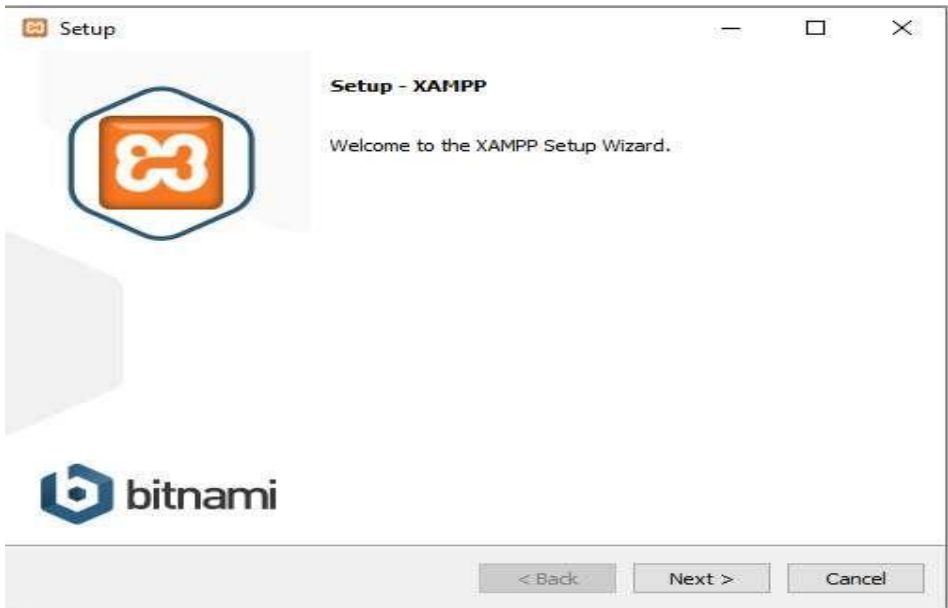 Setup
Setup - XAMPP
Welcome to the XAMPP Setup Wizard.
bitnami
< Back
Next >
Cancel